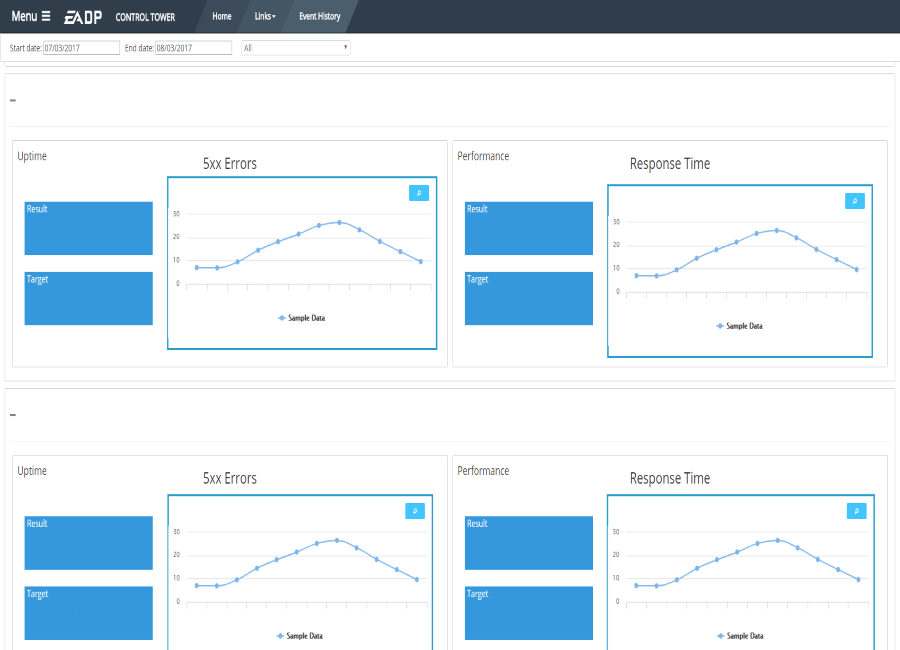 Menu EADP CONTROL TOWER Home Links Event History
Start date: 07/03/2017 End date: 08/03/2017 All
–
Uptime
5xx Errors
Result
Target
30
20
10
0
Sample Data
Performance
Response Time
Result
Target
30
20
10
0
Sample Data
–
Uptime
5xx Errors
Result
Target
30
20
10
0
Sample Data
Performance
Response Time
Result
Target
30
20
10
0
Sample Data